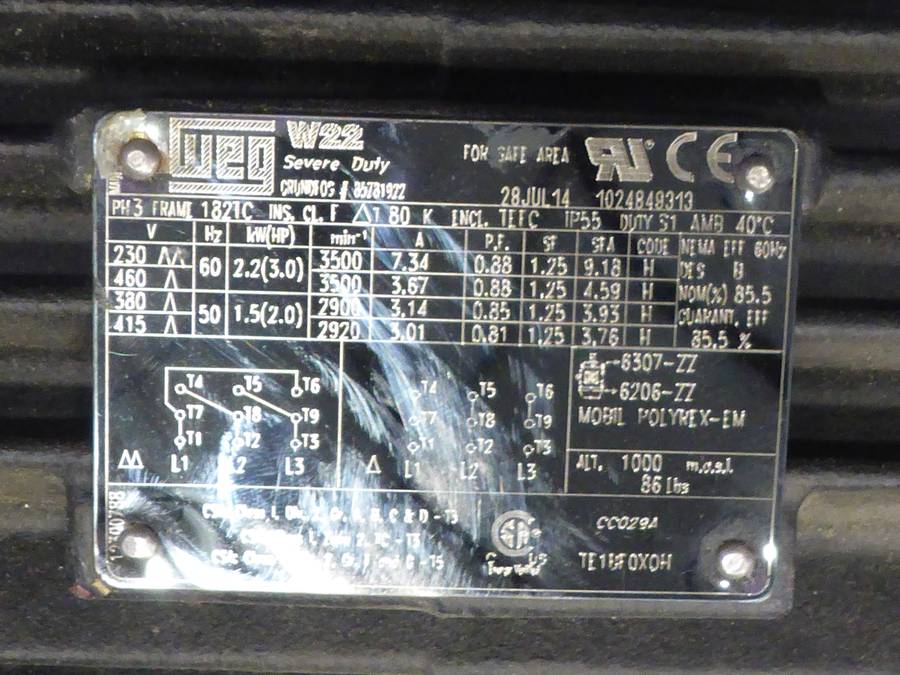 WEG W22
Severe Duty
FOR SAFE AREA
GRUNDFOS # 85781922
28JUL14 1024849313
PH 3 FRAME 182TC INS. CL. F ΔT 80 K ENCL. TEFC IP55 DUTY S1 AMB 40°C
V Hz kW(HP) min⁻¹ A P.F. SF SFA CODE NEMA EFF 60Hz
230 60 2.2(3.0) 3500 7.34 0.88 1.25 9.18 H DES B
460 3500 3.67 0.88 1.25 4.59 H NOM(%) 85.5
380 50 1.5(2.0) 2900 3.14 0.85 1.25 3.93 H GUARANT. EFF
415 2920 3.01 0.81 1.25 3.76 H 85.5 %
6307-ZZ
6206-ZZ
MOBIL POLYREX-EM
T4 T5 T6
T7 T8 T9
T1 T2 T3
L1 L2 L3
T4 T5 T6
T7 T8 T9
T1 T2 T3
Δ L1 L2 L3
ALT. 1000 m.a.s.l.
86 lbs
C & D - T3
CC029A
TE1BF0X0H